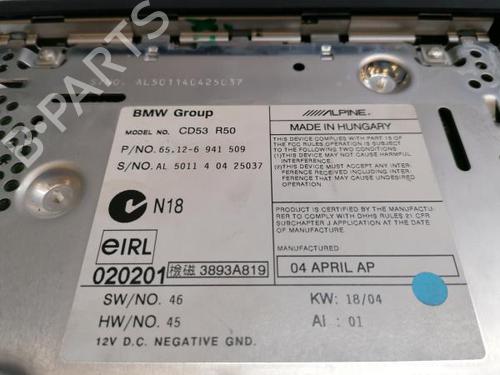 S/NO. AL501140425037
BMW Group
MODEL NO. CD53 R50
P/NO. 65.12-6 941 509
S/NO. AL 5011 4 04 25037
N18
eIRL
020201 檢磁 3893A819
SW/NO. 46
HW/NO. 45
12V D.C. NEGATIVE GND.
ALPINE
MADE IN HUNGARY
THIS DEVICE COMPLIES WITH PART 15 OF
THE FCC RULES. OPERATION IS SUBJECT
TO THE FOLLOWING TWO CONDITIONS:
(1)THIS DEVICE MAY NOT CAUSE HARMFUL
INTERFERENCE.
(2)THIS DEVICE MUST ACCEPT ANY INTER-
FERENCE RECEIVED INCLUDING INTER-
FERENCE THAT MAY CAUSE UNDESIRED
OPERATION
PRODUCT IS CERTIFIED BY THE MANUFACTU-
RER TO COMPLY WITH DHHS RULES 21 CFR
SUBCHAPTER J APPLICATION AT THE DATE OF
MANUFACTURE.
MANUFACTURED
04 APRIL AP
KW: 18/04
AI : 01
B-PARTS